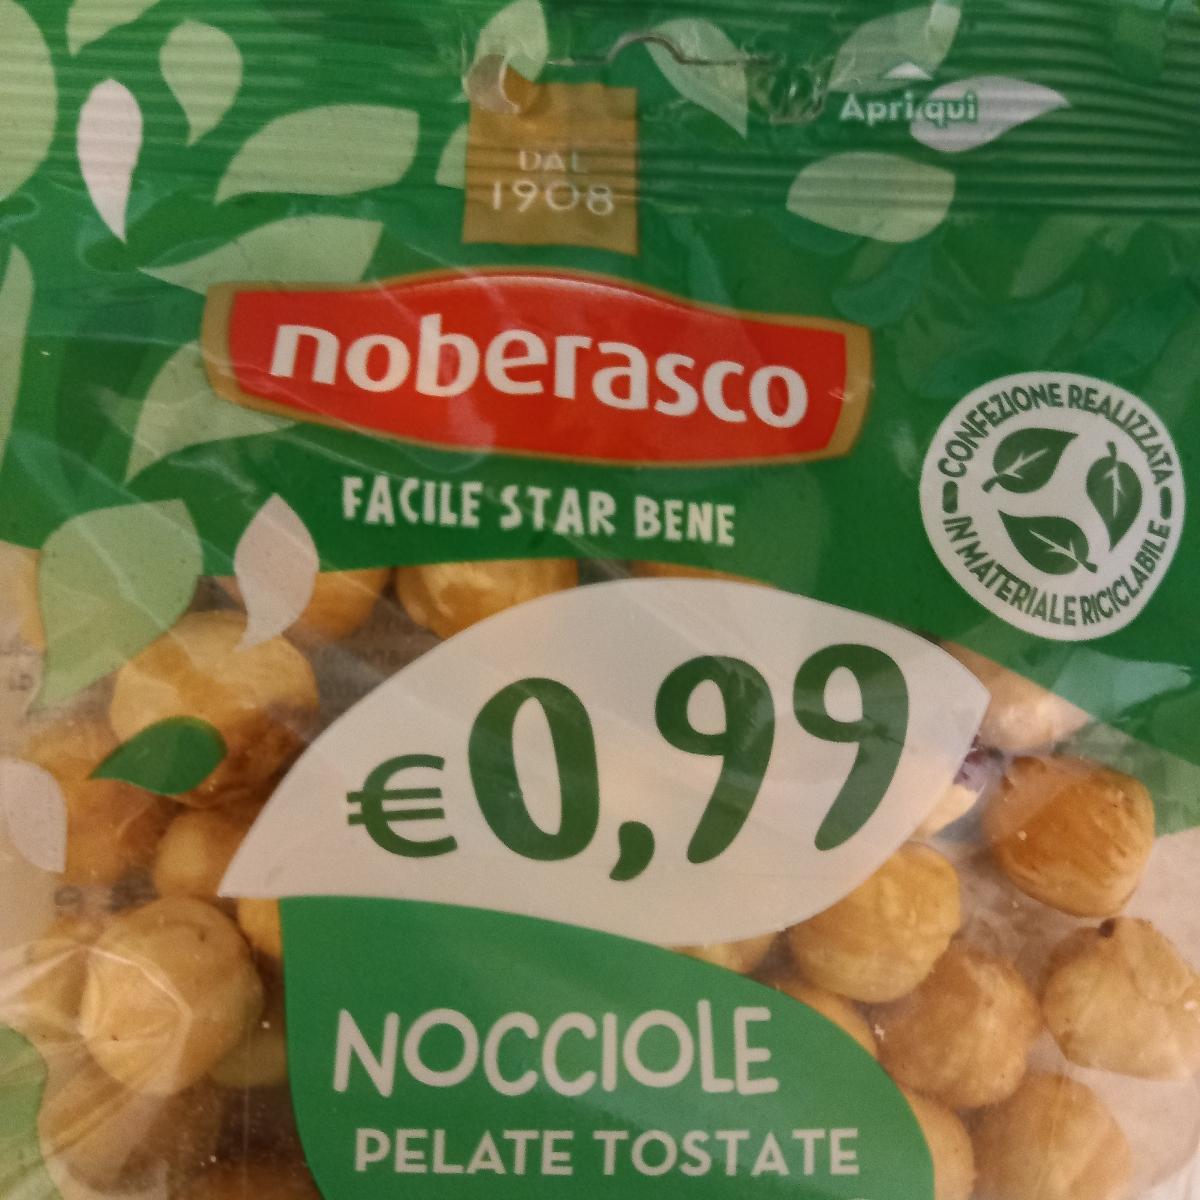 Apri qui
DAL
1908
noberasco
FACILE STAR BENE
CONFEZIONE REALIZZATA
IN MATERIALE RICICLABILE
€0,99
NOCCIOLE
PELATE TOSTATE